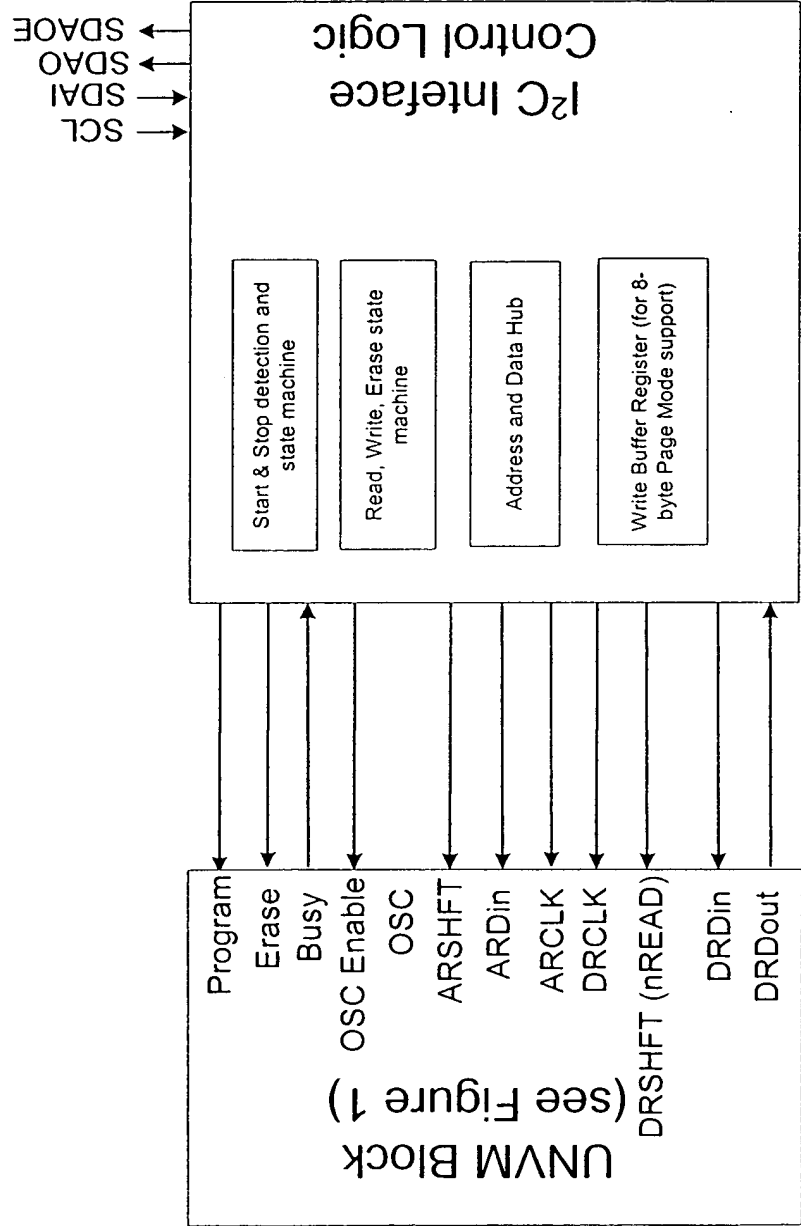 SDAOE
SDAO
SDAI
SCL
I²C Interface
Control Logic
Start & Stop detection and
state machine
Read, Write, Erase state
machine
Address and Data Hub
Write Buffer Register (for 8-
byte Page Mode support)
Program
Erase
Busy
OSC Enable
OSC
ARSHFT
ARDin
ARCLK
DRCLK
DRSHFT (nREAD)
DRDin
DRDout
UNVM Block
(see Figure 1)